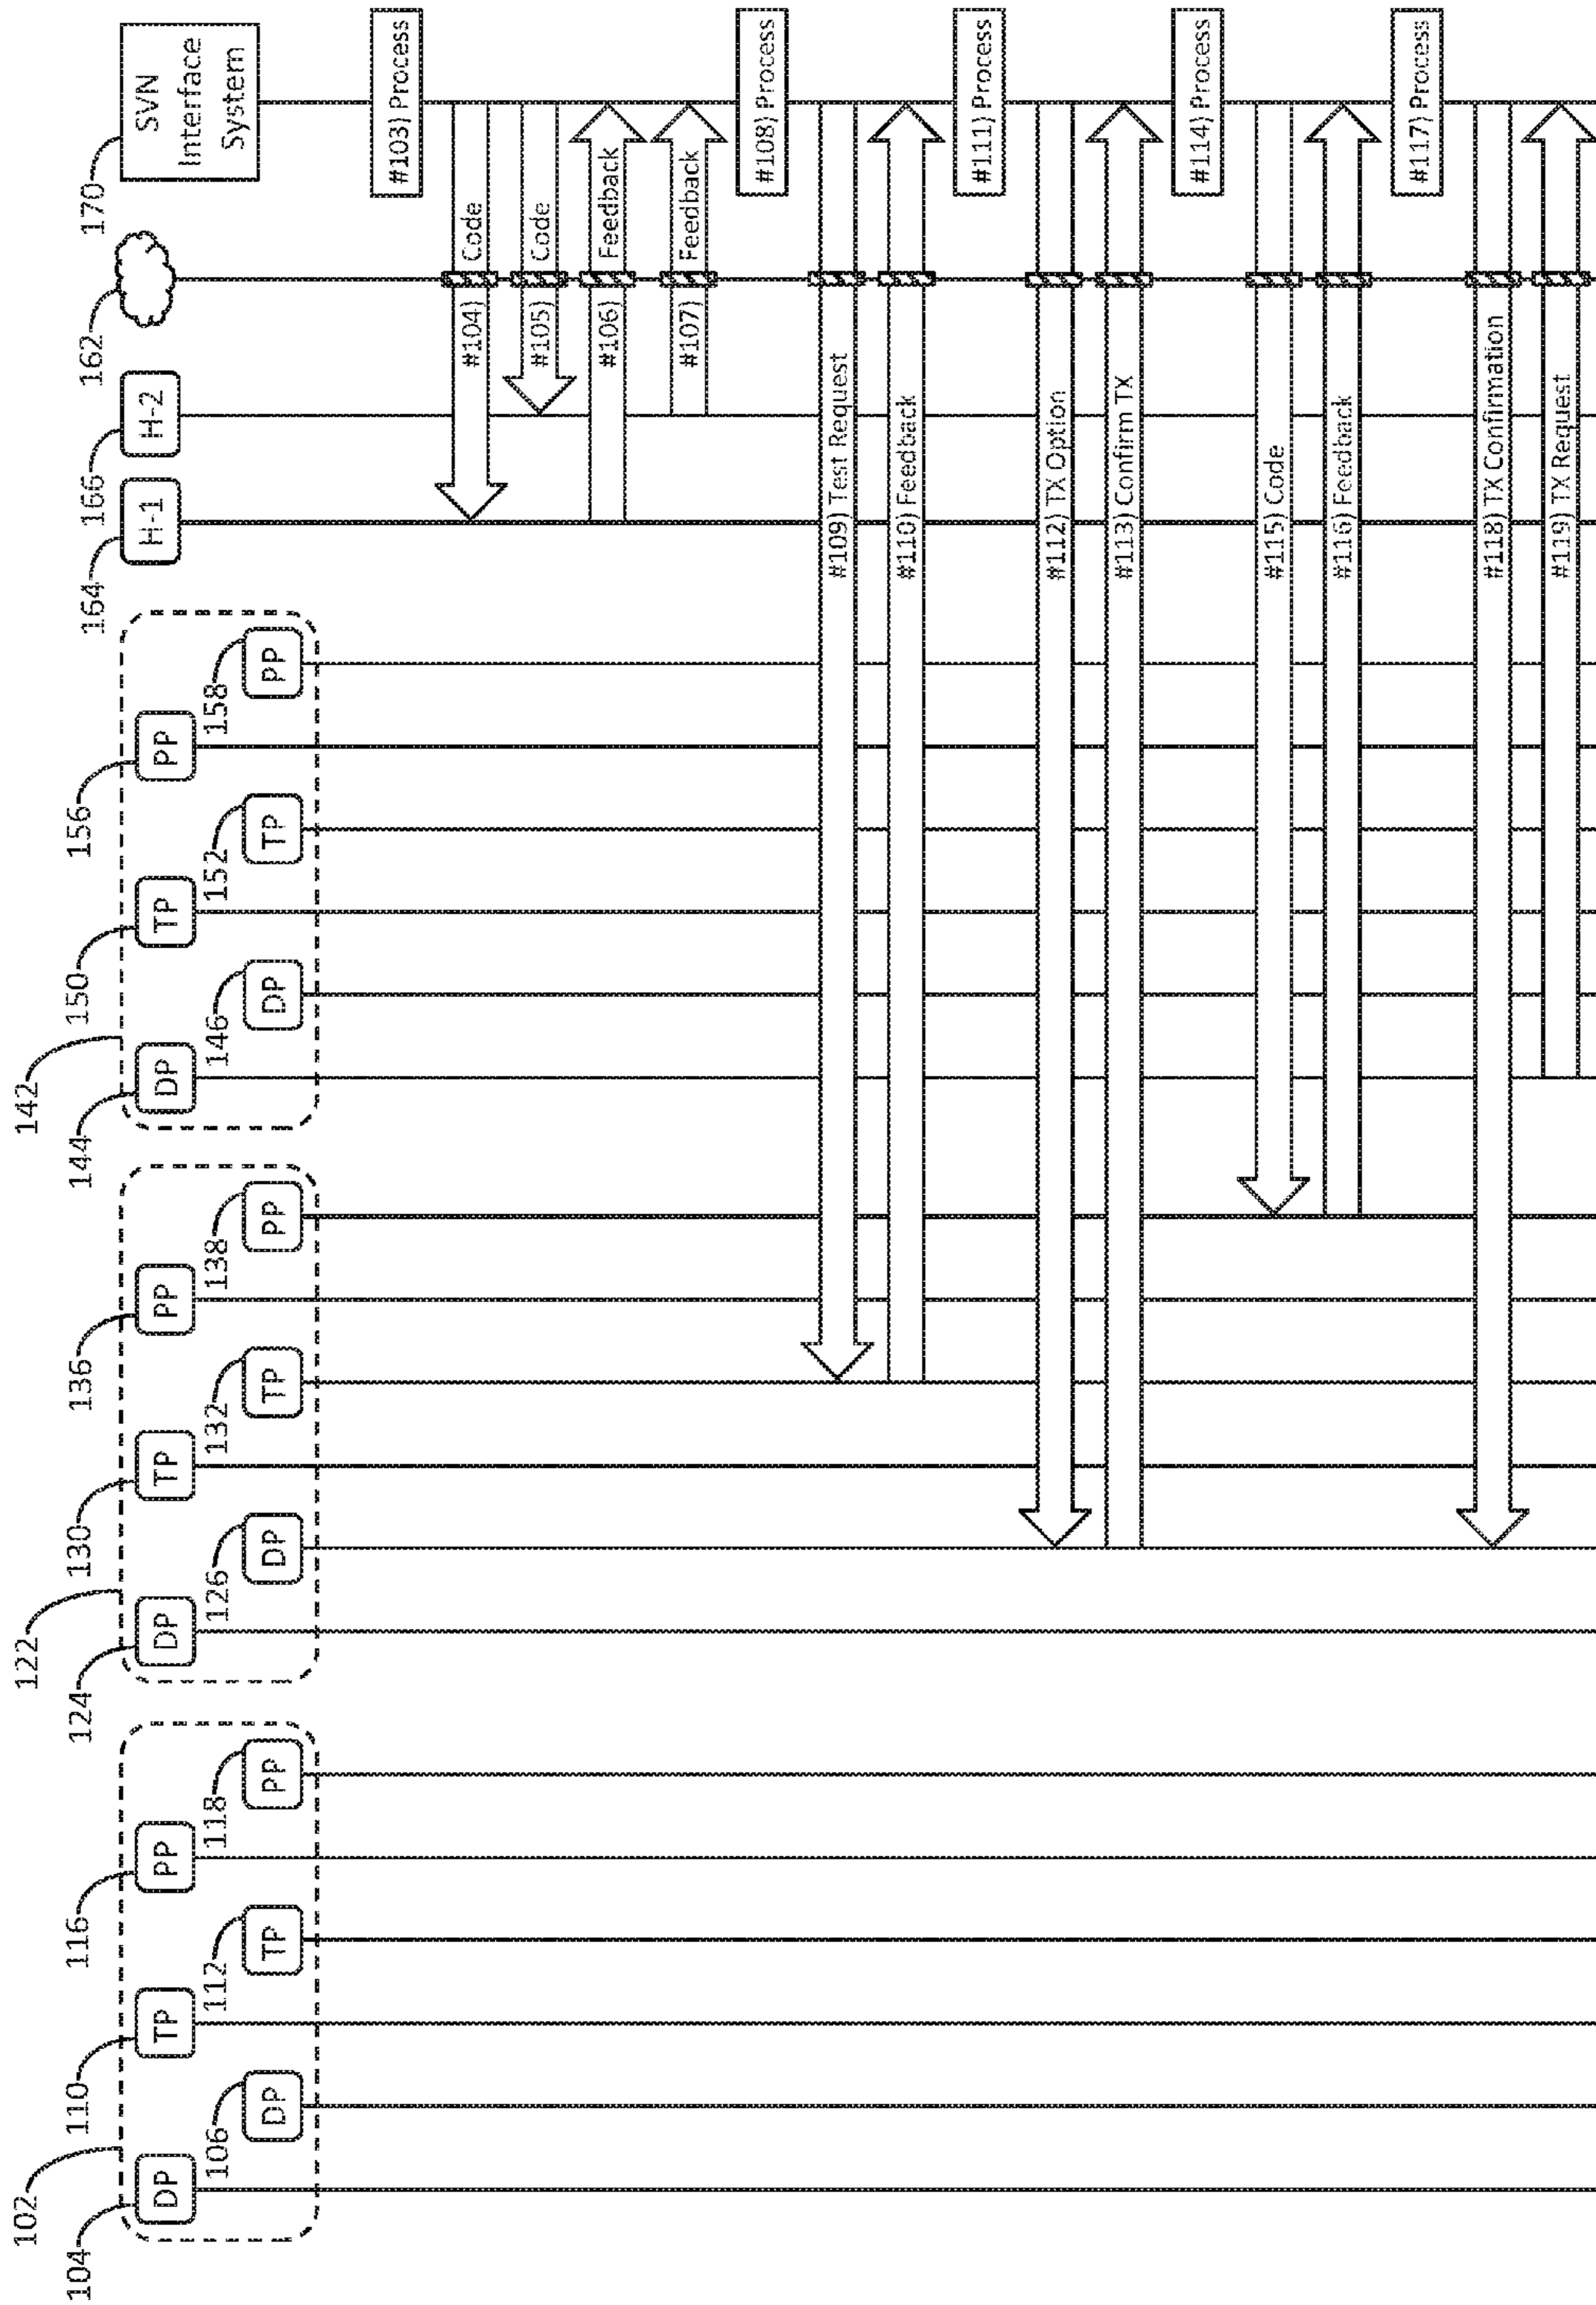 102
122
142
104
110
116
124
130
136
144
150
156
164
166
162
170
DP
TP
PP
DP
TP
PP
DP
TP
PP
H-1
H-2
SVN
Interface
System
106
112
118
126
132
138
146
152
158
DP
TP
PP
DP
TP
PP
DP
TP
PP
#103) Process
#104) Code
#105) Code
#106) Feedback
#107) Feedback
#108) Process
#109) Test Request
#110) Feedback
#111) Process
#112) TX Option
#113) Confirm TX
#114) Process
#115) Code
#116) Feedback
#117) Process
#118) TX Confirmation
#119) TX Request